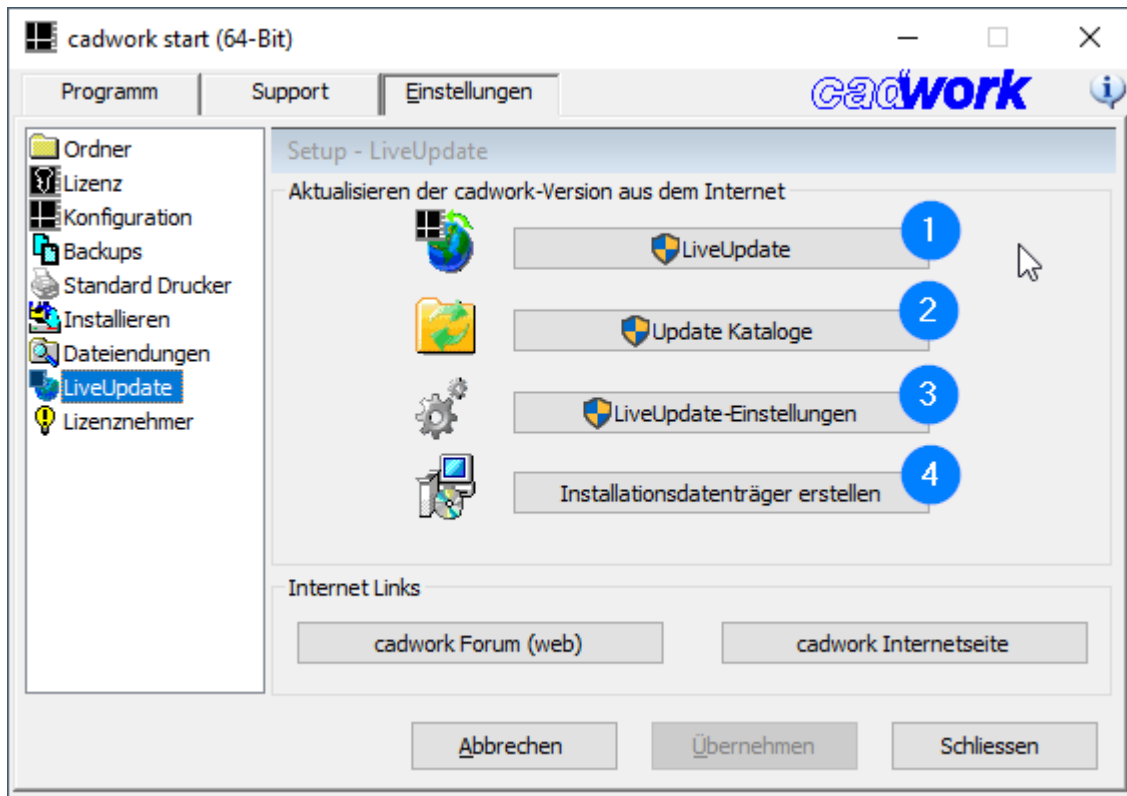 cadwork start (64-Bit)
Programm
Support
Einstellungen
cadwork
Ordner
Lizenz
Konfiguration
Backups
Standard Drucker
Installieren
Dateiendungen
LiveUpdate
Lizenznehmer
Setup - LiveUpdate
Aktualisieren der cadwork-Version aus dem Internet
LiveUpdate
1
Update Kataloge
2
LiveUpdate-Einstellungen
3
Installationsdatenträger erstellen
4
Internet Links
cadwork Forum (web)
cadwork Internetseite
Abbrechen
Übernehmen
Schliessen